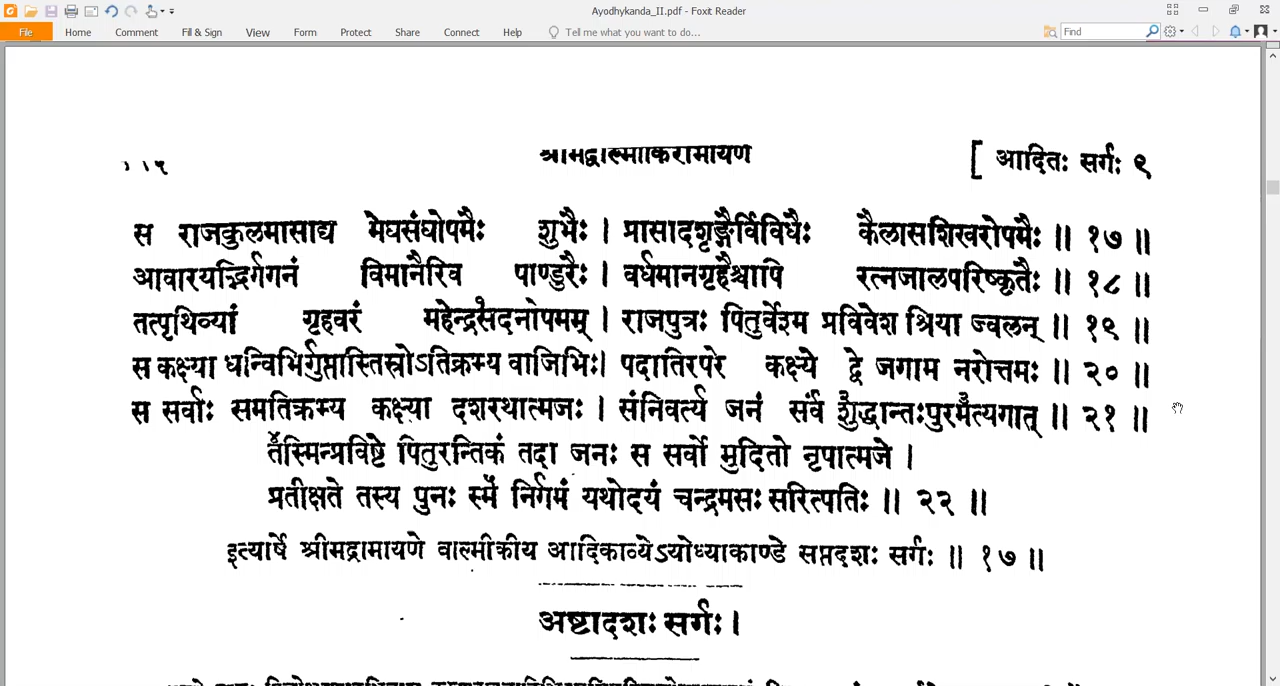 Ayodhykanda_II.pdf - Foxit Reader
File Home Comment Fill & Sign View Form Protect Share Connect Help Tell me what you want to do... Find
श्रीमद्वाल्मीकिरामायणे [ आदितः सर्गः ९
स राजकुलमासाद्य मेघसंघोपमैः शुभैः । प्रासादशृङ्गैर्विविधैः कैलासशिखरोपमैः ॥ १७ ॥
आवारयद्भिर्गगनं विमानैरिव पाण्डुरैः । वर्धमानगृहैश्चापि रत्नजालपरिष्कृतैः ॥ १८ ॥
तत्पृथिव्यां गृहवरं महेन्द्रसदनोपमम् । राजपुत्रः पितुर्वेश्म प्रविवेश श्रिया ज्वलन् ॥ १९ ॥
स कक्ष्या धन्विभिर्गुप्तास्तिस्रोऽतिक्रम्य वाजिभिः। पदातिरपरे कक्ष्ये द्वे जगाम नरोत्तमः ॥ २० ॥
स सर्वाः समतिक्रम्य कक्ष्या दशरथात्मजः । संनिवर्त्य जनं सर्वं शुद्धान्तःपुरमत्यगात् ॥ २१ ॥
तस्मिन्प्रविष्टे पितुरन्तिकं तदा जनः स सर्वो मुदितो नृपात्मजे ।
प्रतीक्षते तस्य पुनः स्म निर्गमं यथोदयं चन्द्रमसः सरित्पतिः ॥ २२ ॥
इत्यार्षे श्रीमद्रामायणे वाल्मीकीय आदिकाव्येऽयोध्याकाण्डे सप्तदशः सर्गः ॥ १७ ॥
अष्टादशः सर्गः ।